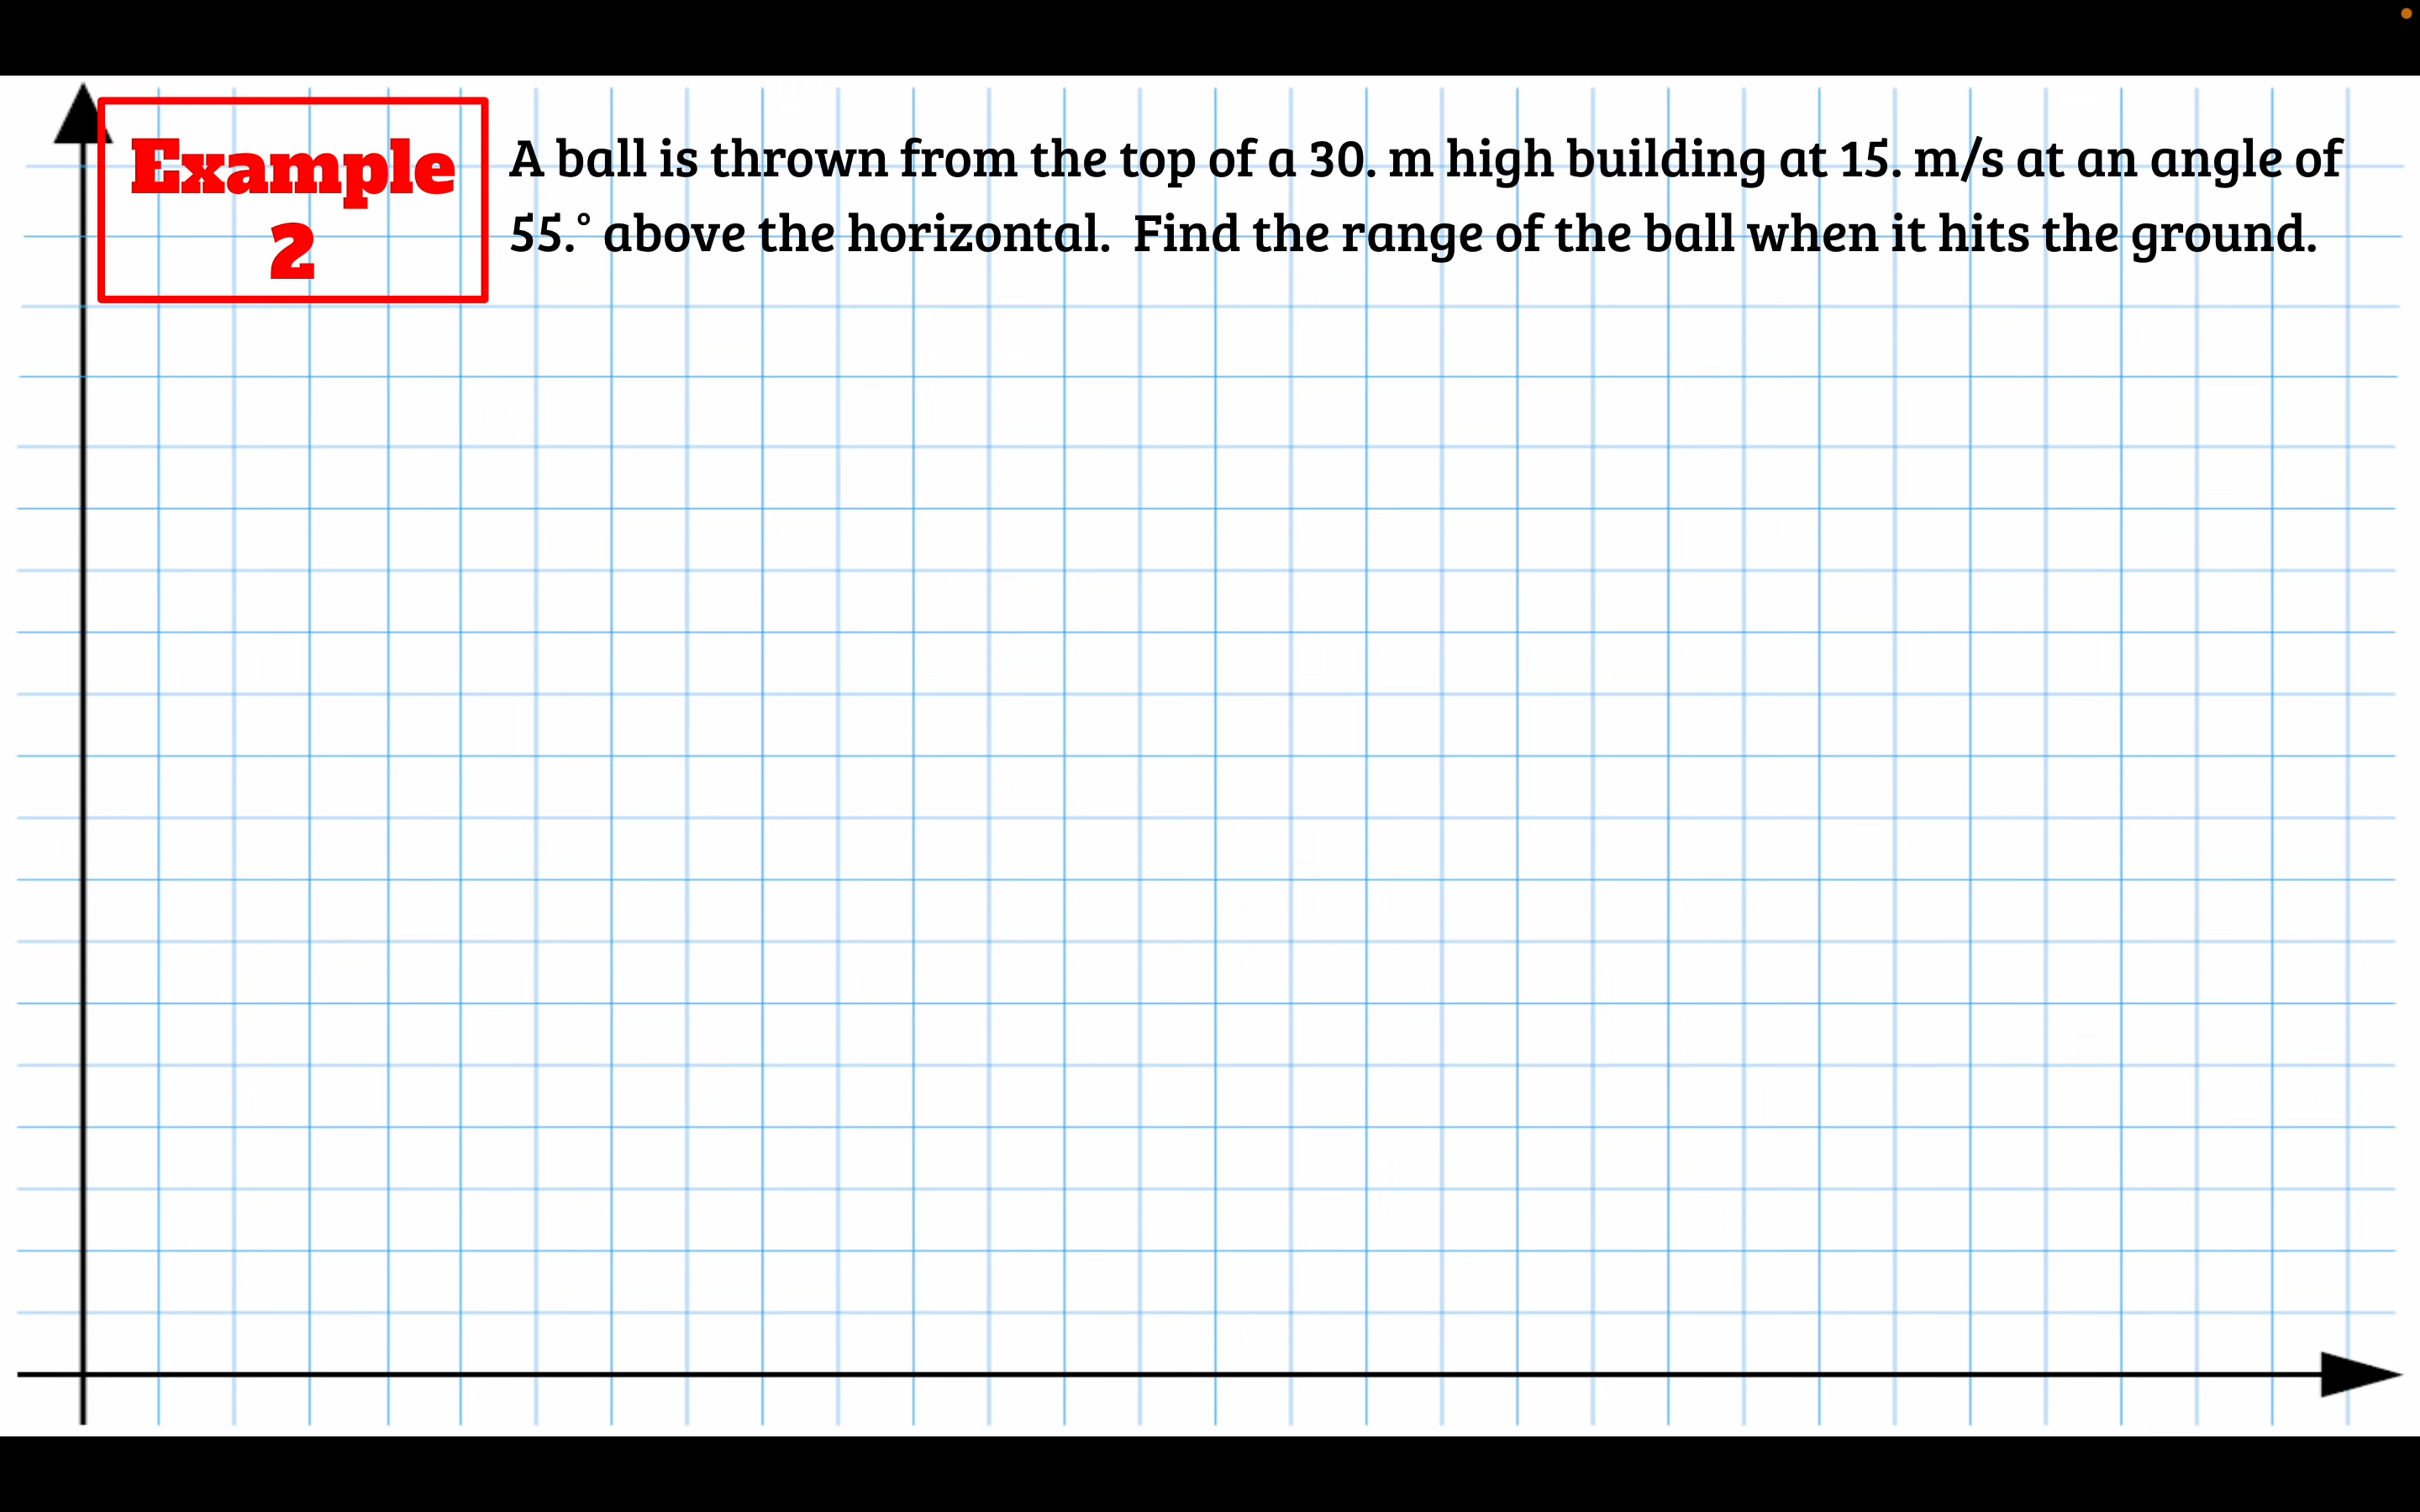 Example
2
A ball is thrown from the top of a 30. m high building at 15. m/s at an angle of
55.° above the horizontal.  Find the range of the ball when it hits the ground.